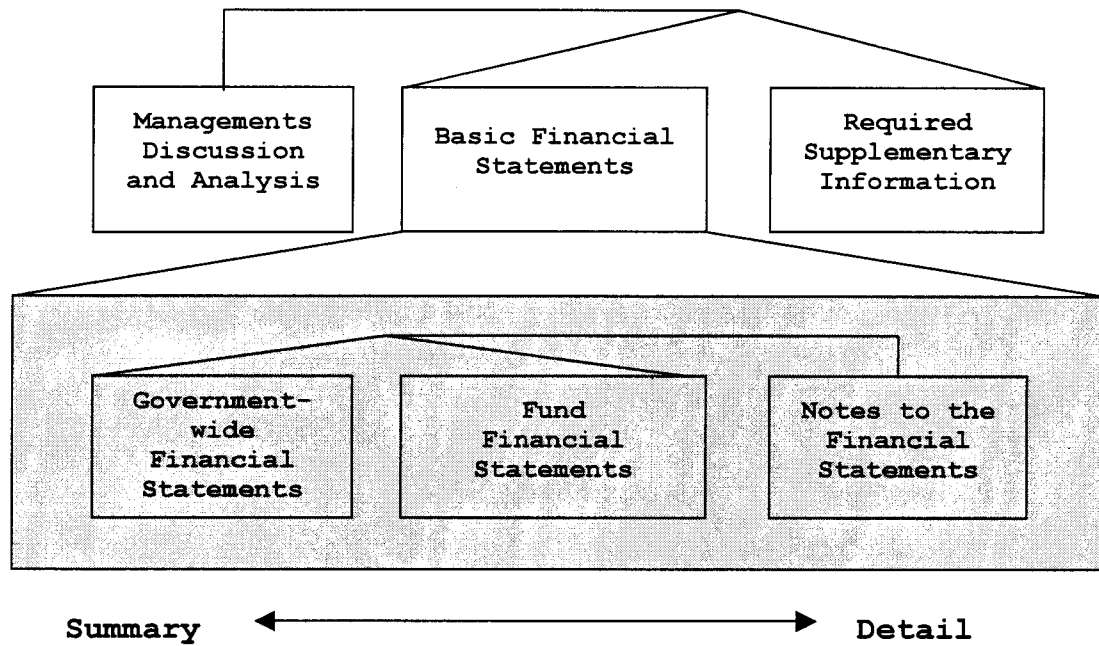 Managements
Discussion
and Analysis
Basic Financial
Statements
Required
Supplementary
Information
Government-
wide
Financial
Statements
Fund
Financial
Statements
Notes to the
Financial
Statements
Summary
Detail